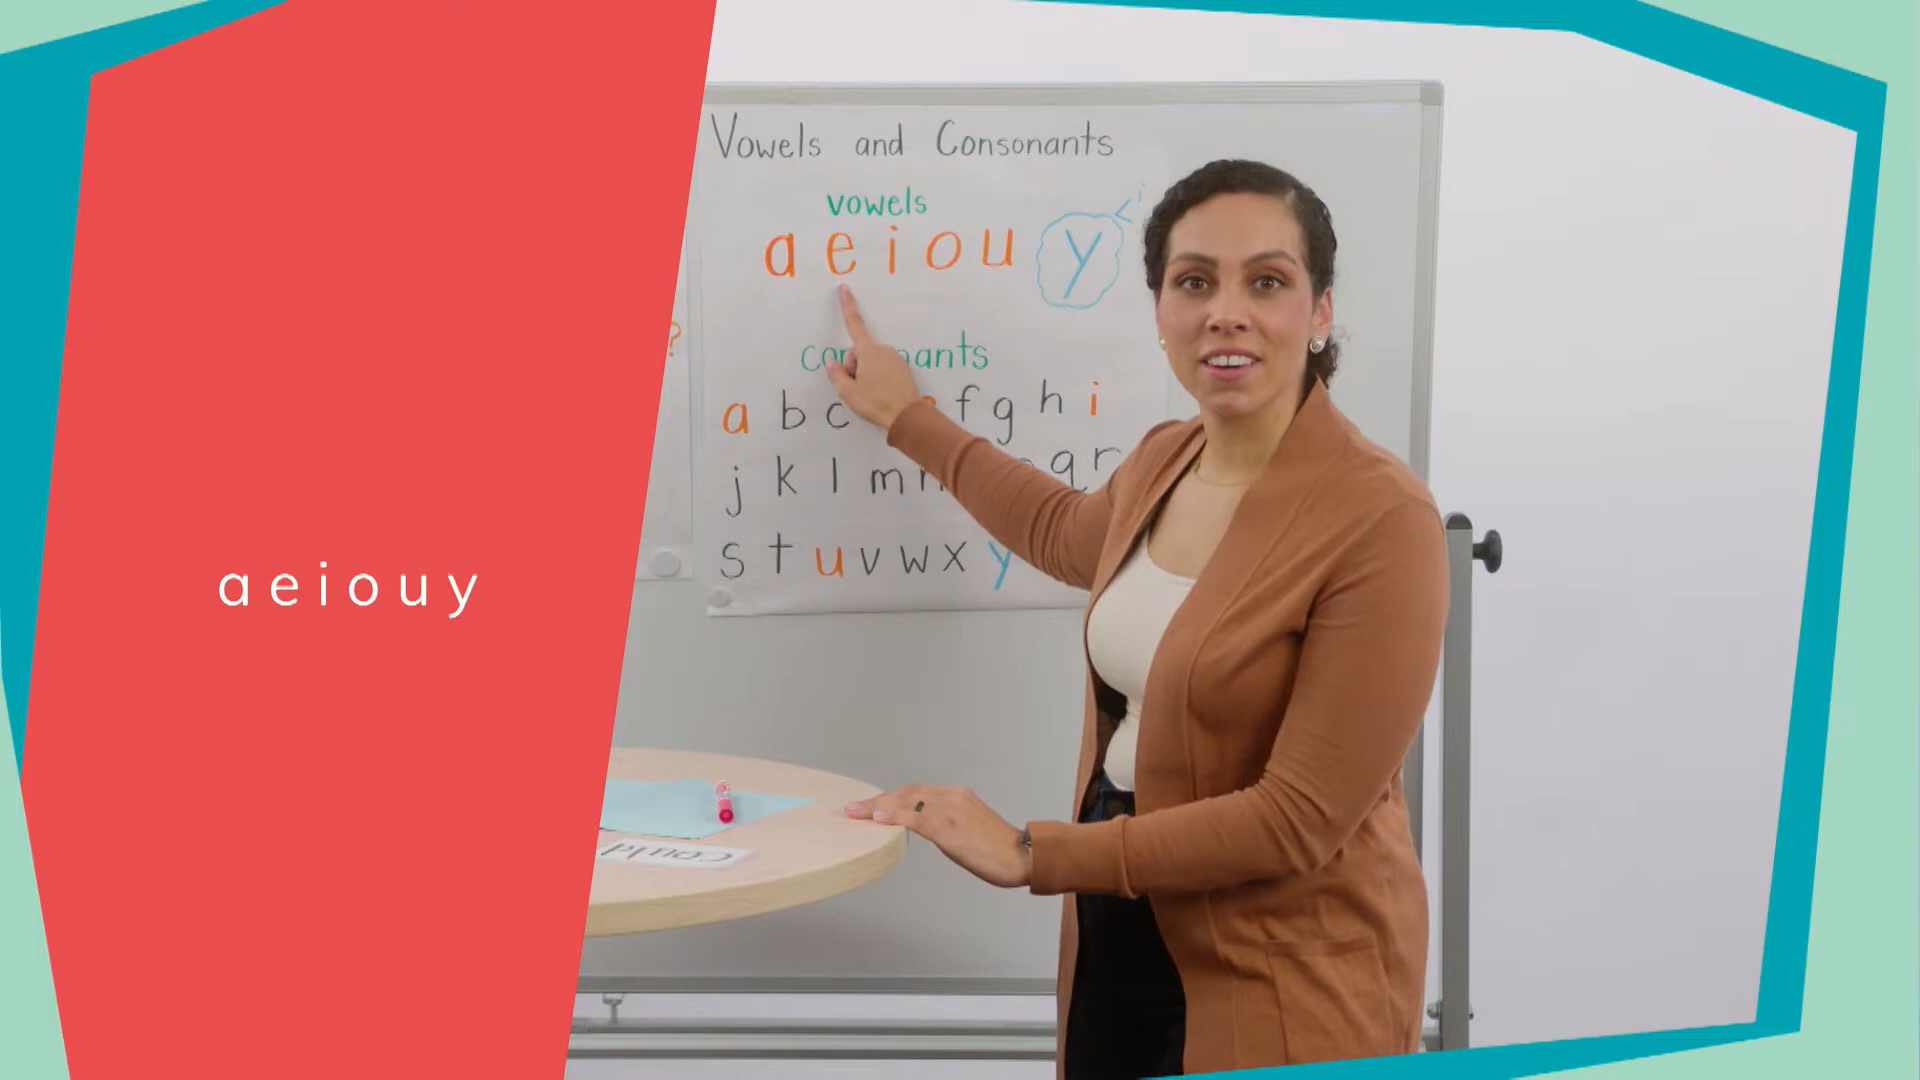 a e i o u y
Vowels and Consonants
vowels
a e i o u y
?
a b c f g h i
j k l m n q r
s t u v w x y
could